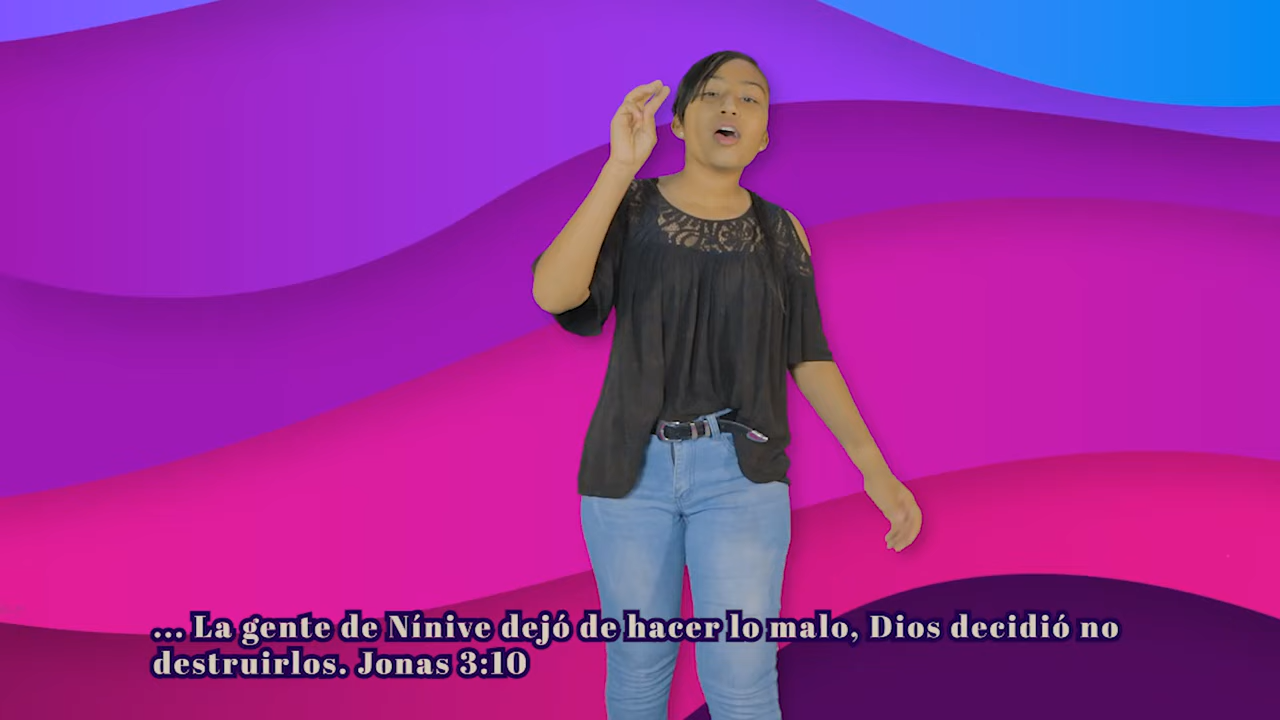 ... La gente de Nínive dejó de hacer lo malo, Dios decidió no
destruirlos. Jonas 3:10